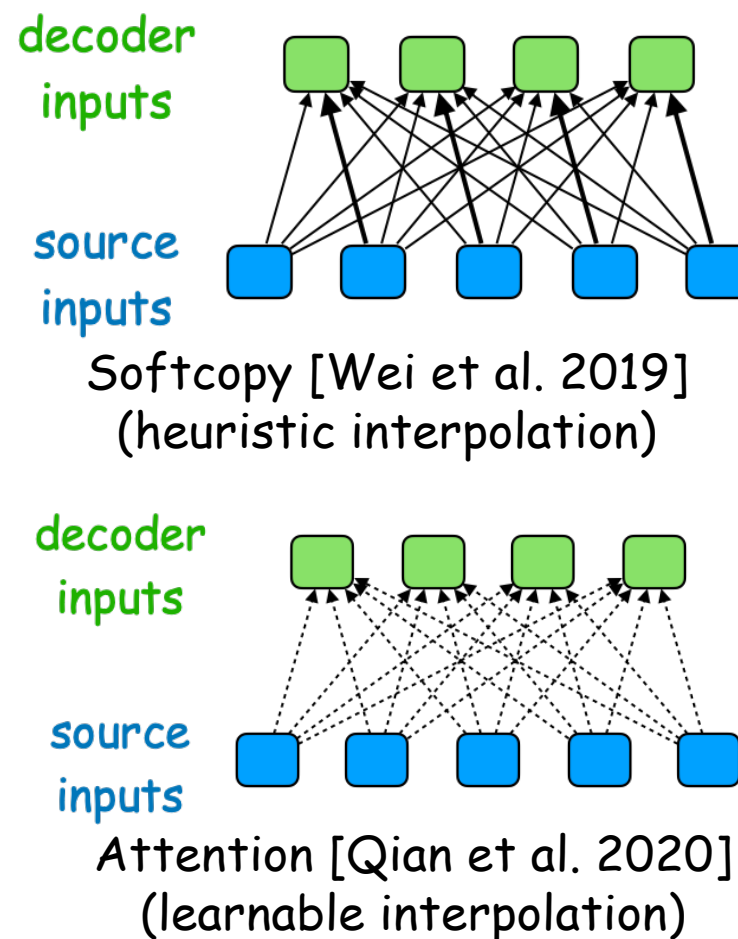 decoder
inputs
source
inputs
Softcopy [Wei et al. 2019]
(heuristic interpolation)
decoder
inputs
source
inputs
Attention [Qian et al. 2020]
(learnable interpolation)